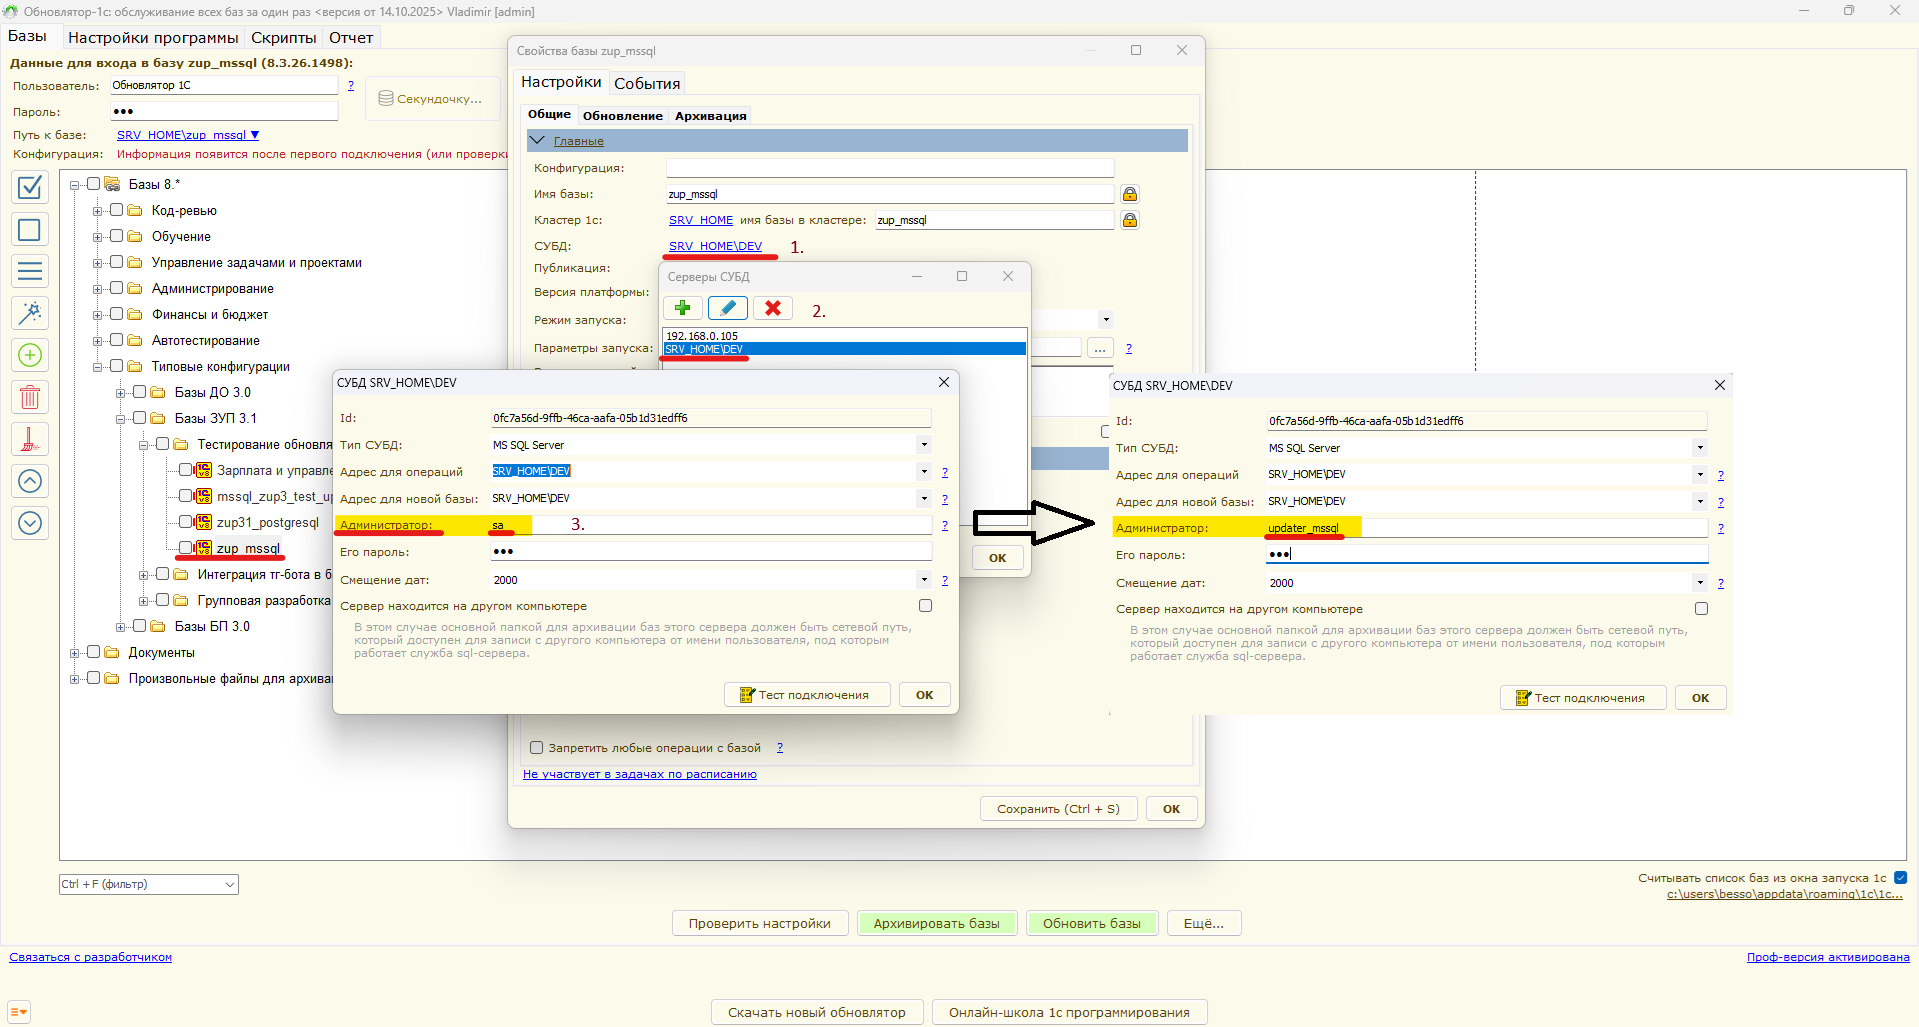 Обновлятор-1с: обслуживание всех баз за один раз <версия от 14.10.2025> Vladimir [admin]
Базы Настройки программы Скрипты Отчет
Данные для входа в базу zup_mssql (8.3.26.1498):
Пользователь: Обновлятор 1С ?
Секундочку...
Пароль: •••
Путь к базе: SRV_HOME\zup_mssql ▼
Конфигурация: Информация появится после первого подключения (или проверки
Базы 8.*
Код-ревью
Обучение
Управление задачами и проектами
Администрирование
Финансы и бюджет
Автотестирование
Типовые конфигурации
Базы ДО 3.0
Базы ЗУП 3.1
Тестирование обновля
Зарплата и управле
mssql_zup3_test_up
zup31_postgresql
zup_mssql
Интеграция тг-бота в б
Групповая разработка
Базы БП 3.0
Документы
Произвольные файлы для архива
Свойства базы zup_mssql
Настройки События
Общие Обновление Архивация
Главные
Конфигурация:
Имя базы: zup_mssql
Кластер 1с: SRV_HOME имя базы в кластере: zup_mssql
СУБД: SRV_HOME\DEV 1.
Публикация:
Версия платформы:
Режим запуска:
Параметры запуска: ... ?
Серверы СУБД
2.
192.168.0.105
SRV_HOME\DEV
OK
СУБД SRV_HOME\DEV
Id: 0fc7a56d-9ffb-46ca-aafa-05b1d31edff6
Тип СУБД: MS SQL Server
Адрес для операций SRV_HOME\DEV ?
Адрес для новой базы: SRV_HOME\DEV ?
Администратор: sa 3. ?
Его пароль: •••
Смещение дат: 2000 ?
Сервер находится на другом компьютере
В этом случае основной папкой для архивации баз этого сервера должен быть сетевой путь,
который доступен для записи с другого компьютера от имени пользователя, под которым
работает служба sql-сервера.
Тест подключения OK
СУБД SRV_HOME\DEV
Id: 0fc7a56d-9ffb-46ca-aafa-05b1d31edff6
Тип СУБД: MS SQL Server
Адрес для операций SRV_HOME\DEV ?
Адрес для новой базы: SRV_HOME\DEV ?
Администратор: updater_mssql ?
Его пароль: •••
Смещение дат: 2000 ?
Сервер находится на другом компьютере
В этом случае основной папкой для архивации баз этого сервера должен быть сетевой путь,
который доступен для записи с другого компьютера от имени пользователя, под которым
работает служба sql-сервера.
Тест подключения OK
Запретить любые операции с базой ?
Не участвует в задачах по расписанию
Сохранить (Ctrl + S) OK
Ctrl + F (фильтр)
Считывать список баз из окна запуска 1с
c:\users\besso\appdata\roaming\1c\1c...
Проверить настройки Архивировать базы Обновить базы Ещё...
Связаться с разработчиком
Проф-версия активирована
Скачать новый обновлятор Онлайн-школа 1с программирования